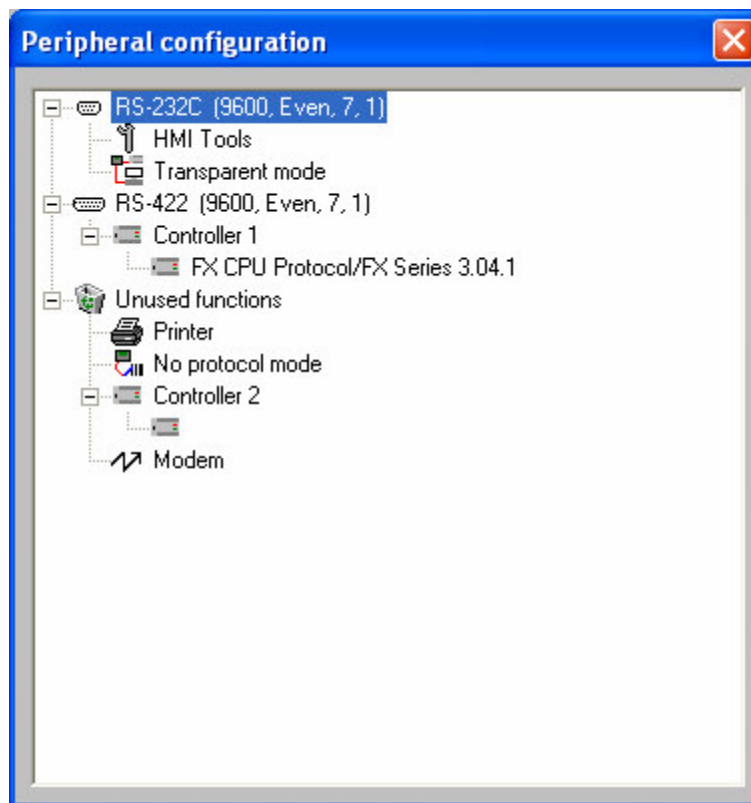 Peripheral configuration
RS-232C (9600, Even, 7, 1)
HMI Tools
Transparent mode
RS-422 (9600, Even, 7, 1)
Controller 1
FX CPU Protocol/FX Series 3.04.1
Unused functions
Printer
No protocol mode
Controller 2
Modem